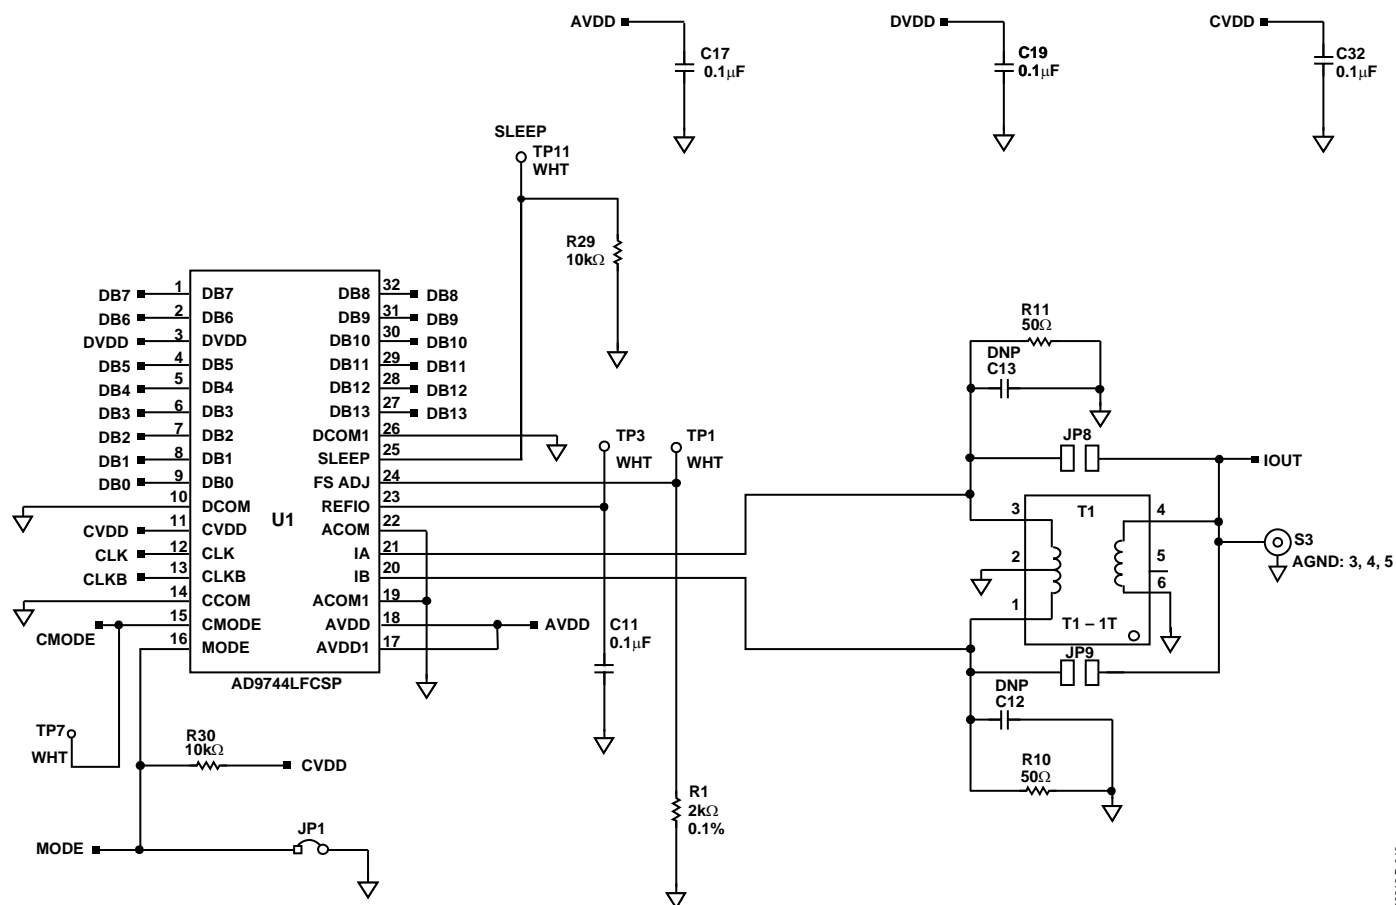 AVDD
C17
0.1µF
DVDD
C19
0.1µF
CVDD
C32
0.1µF
SLEEP
TP11
WHT
R29
10kΩ
DB7 1 DB7
DB6 2 DB6
DVDD 3 DVDD
DB5 4 DB5
DB4 5 DB4
DB3 6 DB3
DB2 7 DB2
DB1 8 DB1
DB0 9 DB0
10 DCOM
CVDD 11 CVDD
CLK 12 CLK
CLKB 13 CLKB
14 CCOM
CMODE 15 CMODE
16 MODE
U1
DB8 32 DB8
DB9 31 DB9
DB10 30 DB10
DB11 29 DB11
DB12 28 DB12
DB13 27 DB13
DCOM1 26
SLEEP 25
FS ADJ 24
REFIO 23
ACOM 22
IA 21
IB 20
ACOM1 19
AVDD 18 AVDD
AVDD1 17
AD9744LFCSP
TP3
WHT
TP1
WHT
C11
0.1µF
R1
2kΩ
0.1%
TP7
WHT
R30
10kΩ
CVDD
MODE
JP1
R11
50Ω
DNP
C13
JP8
IOUT
3
T1
4
2
5
1
6
T1 – 1T
S3
AGND: 3, 4, 5
JP9
DNP
C12
R10
50Ω